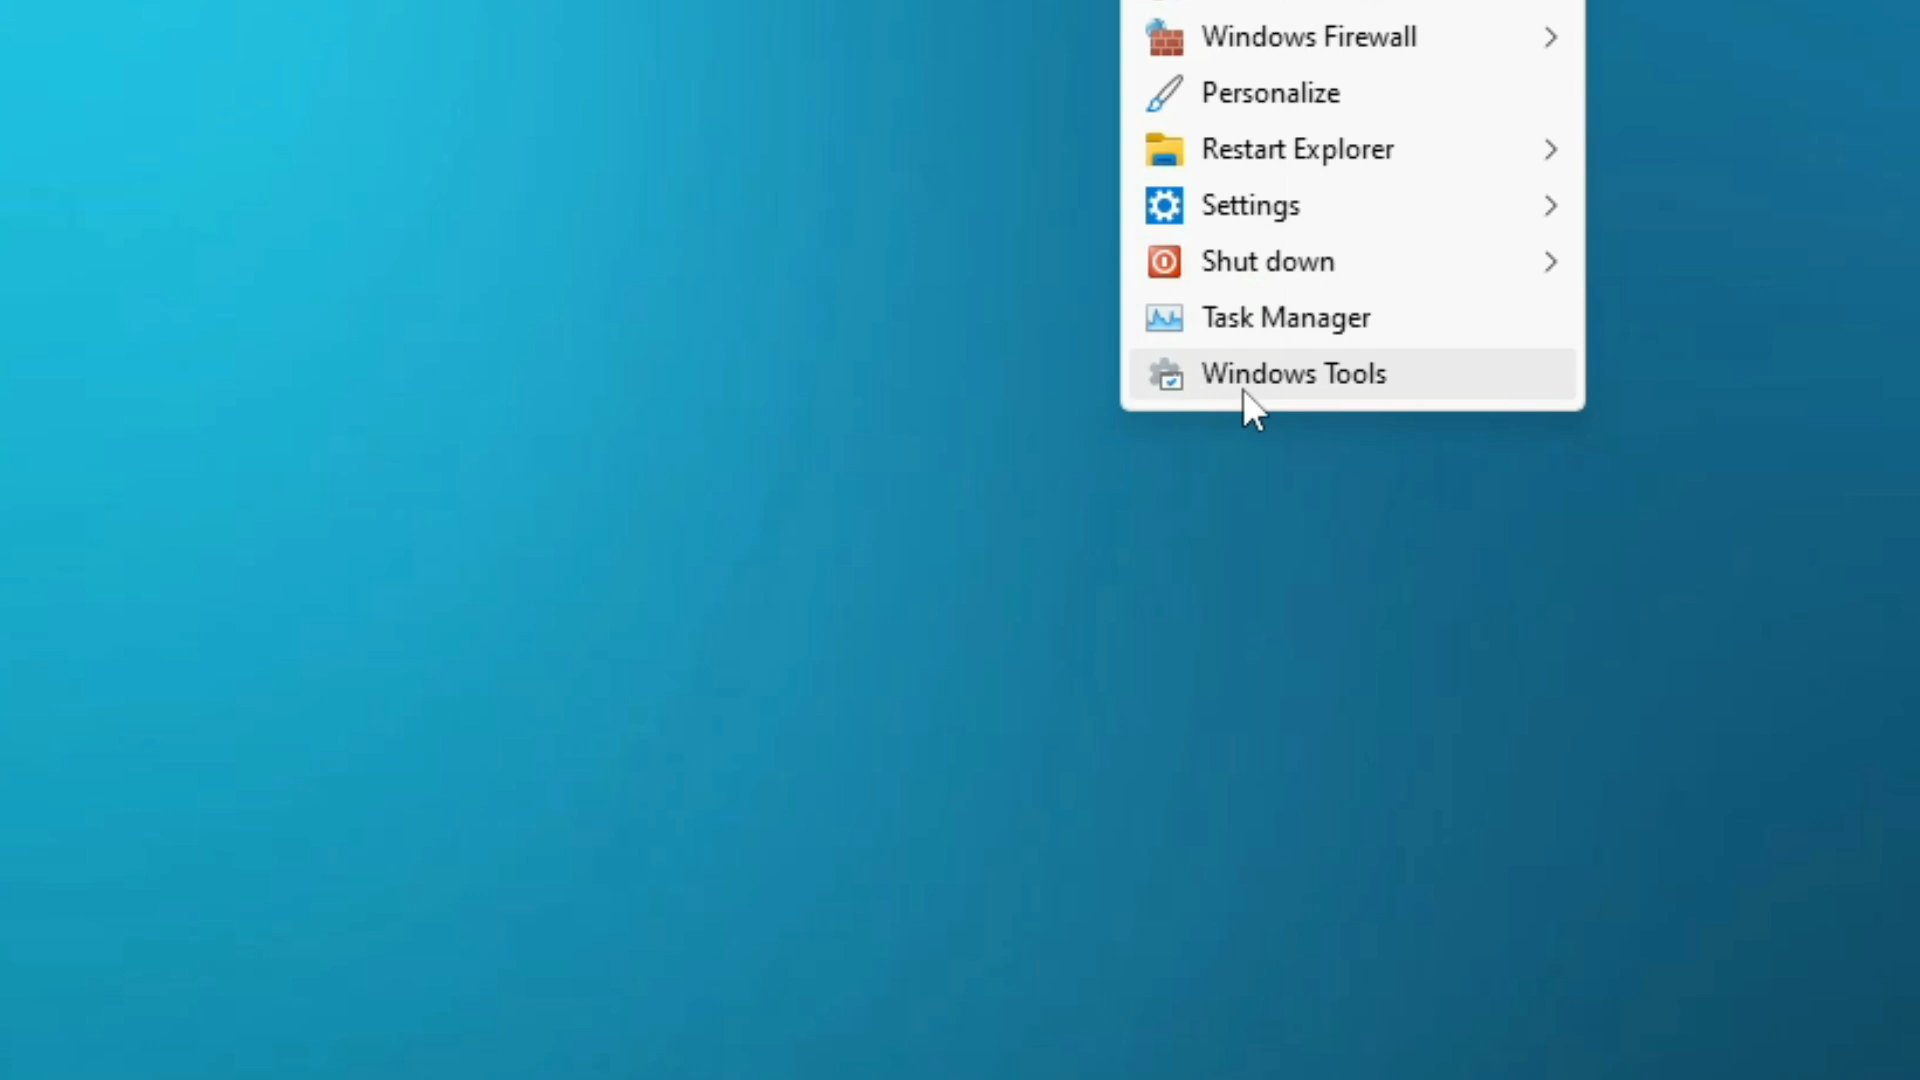 Windows Firewall
Personalize
Restart Explorer
Settings
Shut down
Task Manager
Windows Tools